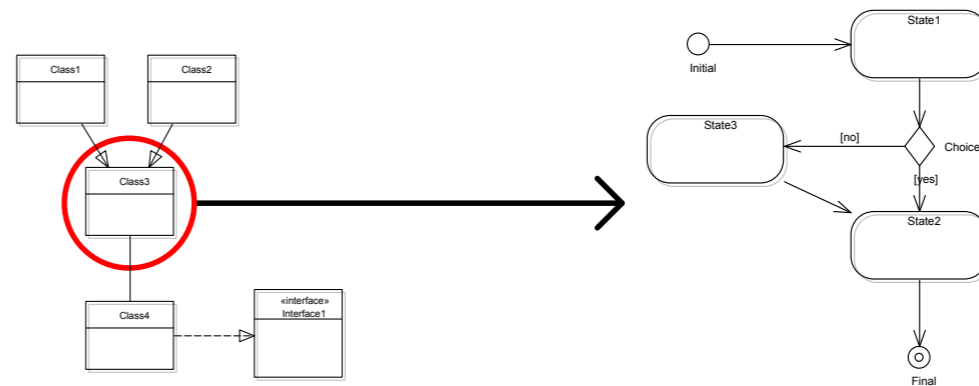 Class1
Class2
Class3
Class4
«interface»
Interface1
State1
Initial
State3
[no]
Choice
[yes]
State2
Final